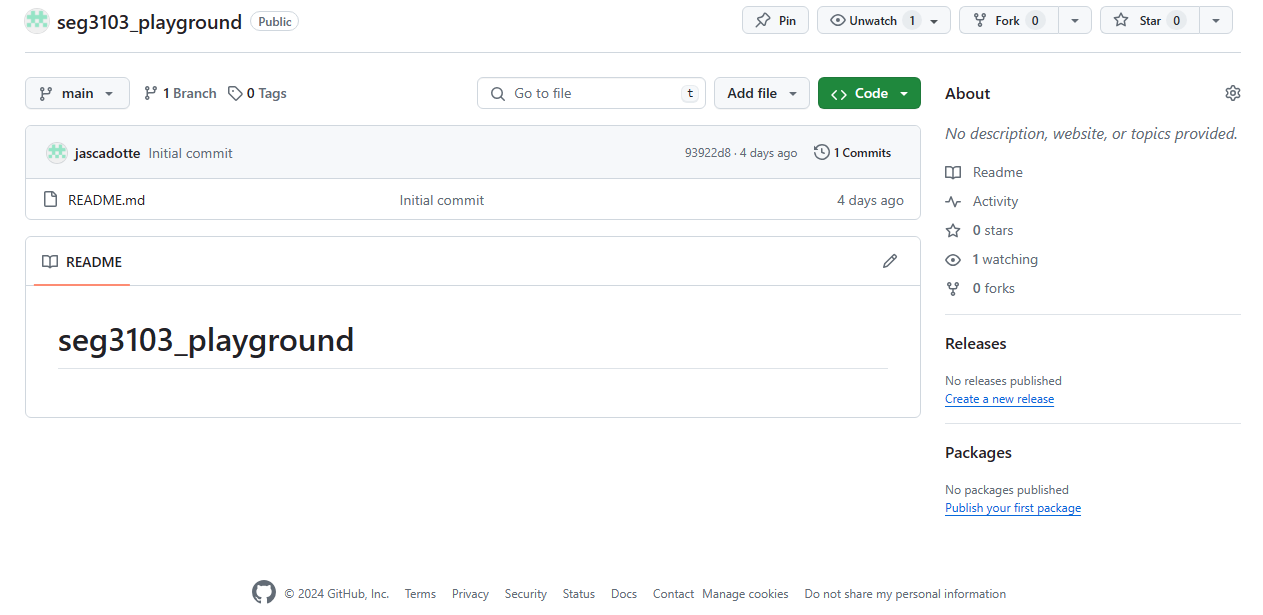 seg3103_playground Public Pin Unwatch 1 Fork 0 Star 0
main 1 Branch 0 Tags Go to file t Add file Code
jascadotte Initial commit 93922d8 · 4 days ago 1 Commits
README.md Initial commit 4 days ago
README
seg3103_playground
About
No description, website, or topics provided.
Readme
Activity
0 stars
1 watching
0 forks
Releases
No releases published
Create a new release
Packages
No packages published
Publish your first package
© 2024 GitHub, Inc. Terms Privacy Security Status Docs Contact Manage cookies Do not share my personal information